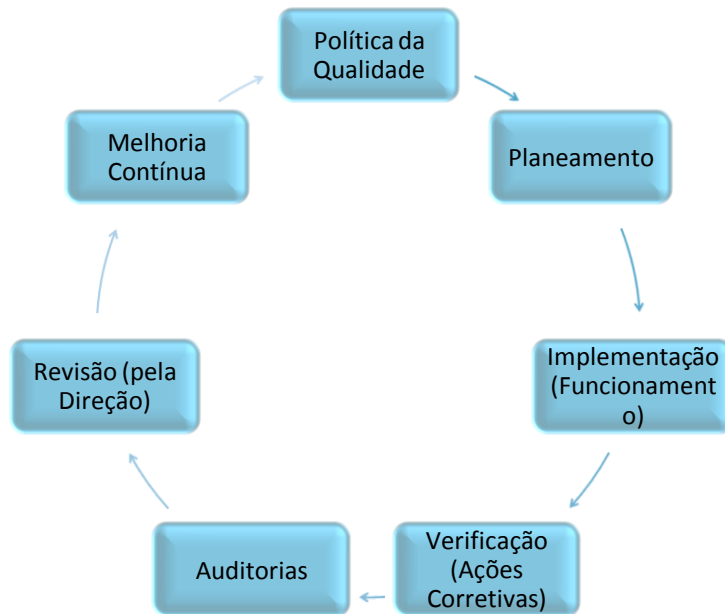 Política da
Qualidade
Planeamento
Implementação
(Funcionament
o)
Verificação
(Ações
Corretivas)
Auditorias
Revisão (pela
Direção)
Melhoria
Contínua